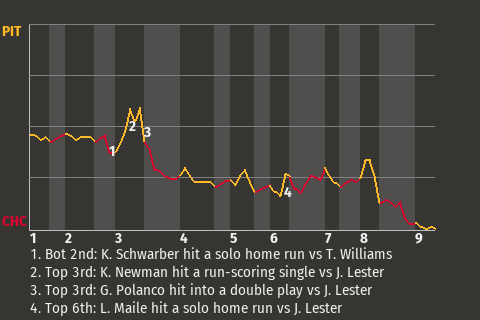 PIT
2
3
1
4
CHC
1 2 3 4 5 6 7 8 9
1. Bot 2nd: K. Schwarber hit a solo home run vs T. Williams
2. Top 3rd: K. Newman hit a run-scoring single vs J. Lester
3. Top 3rd: G. Polanco hit into a double play vs J. Lester
4. Top 6th: L. Maile hit a solo home run vs J. Lester